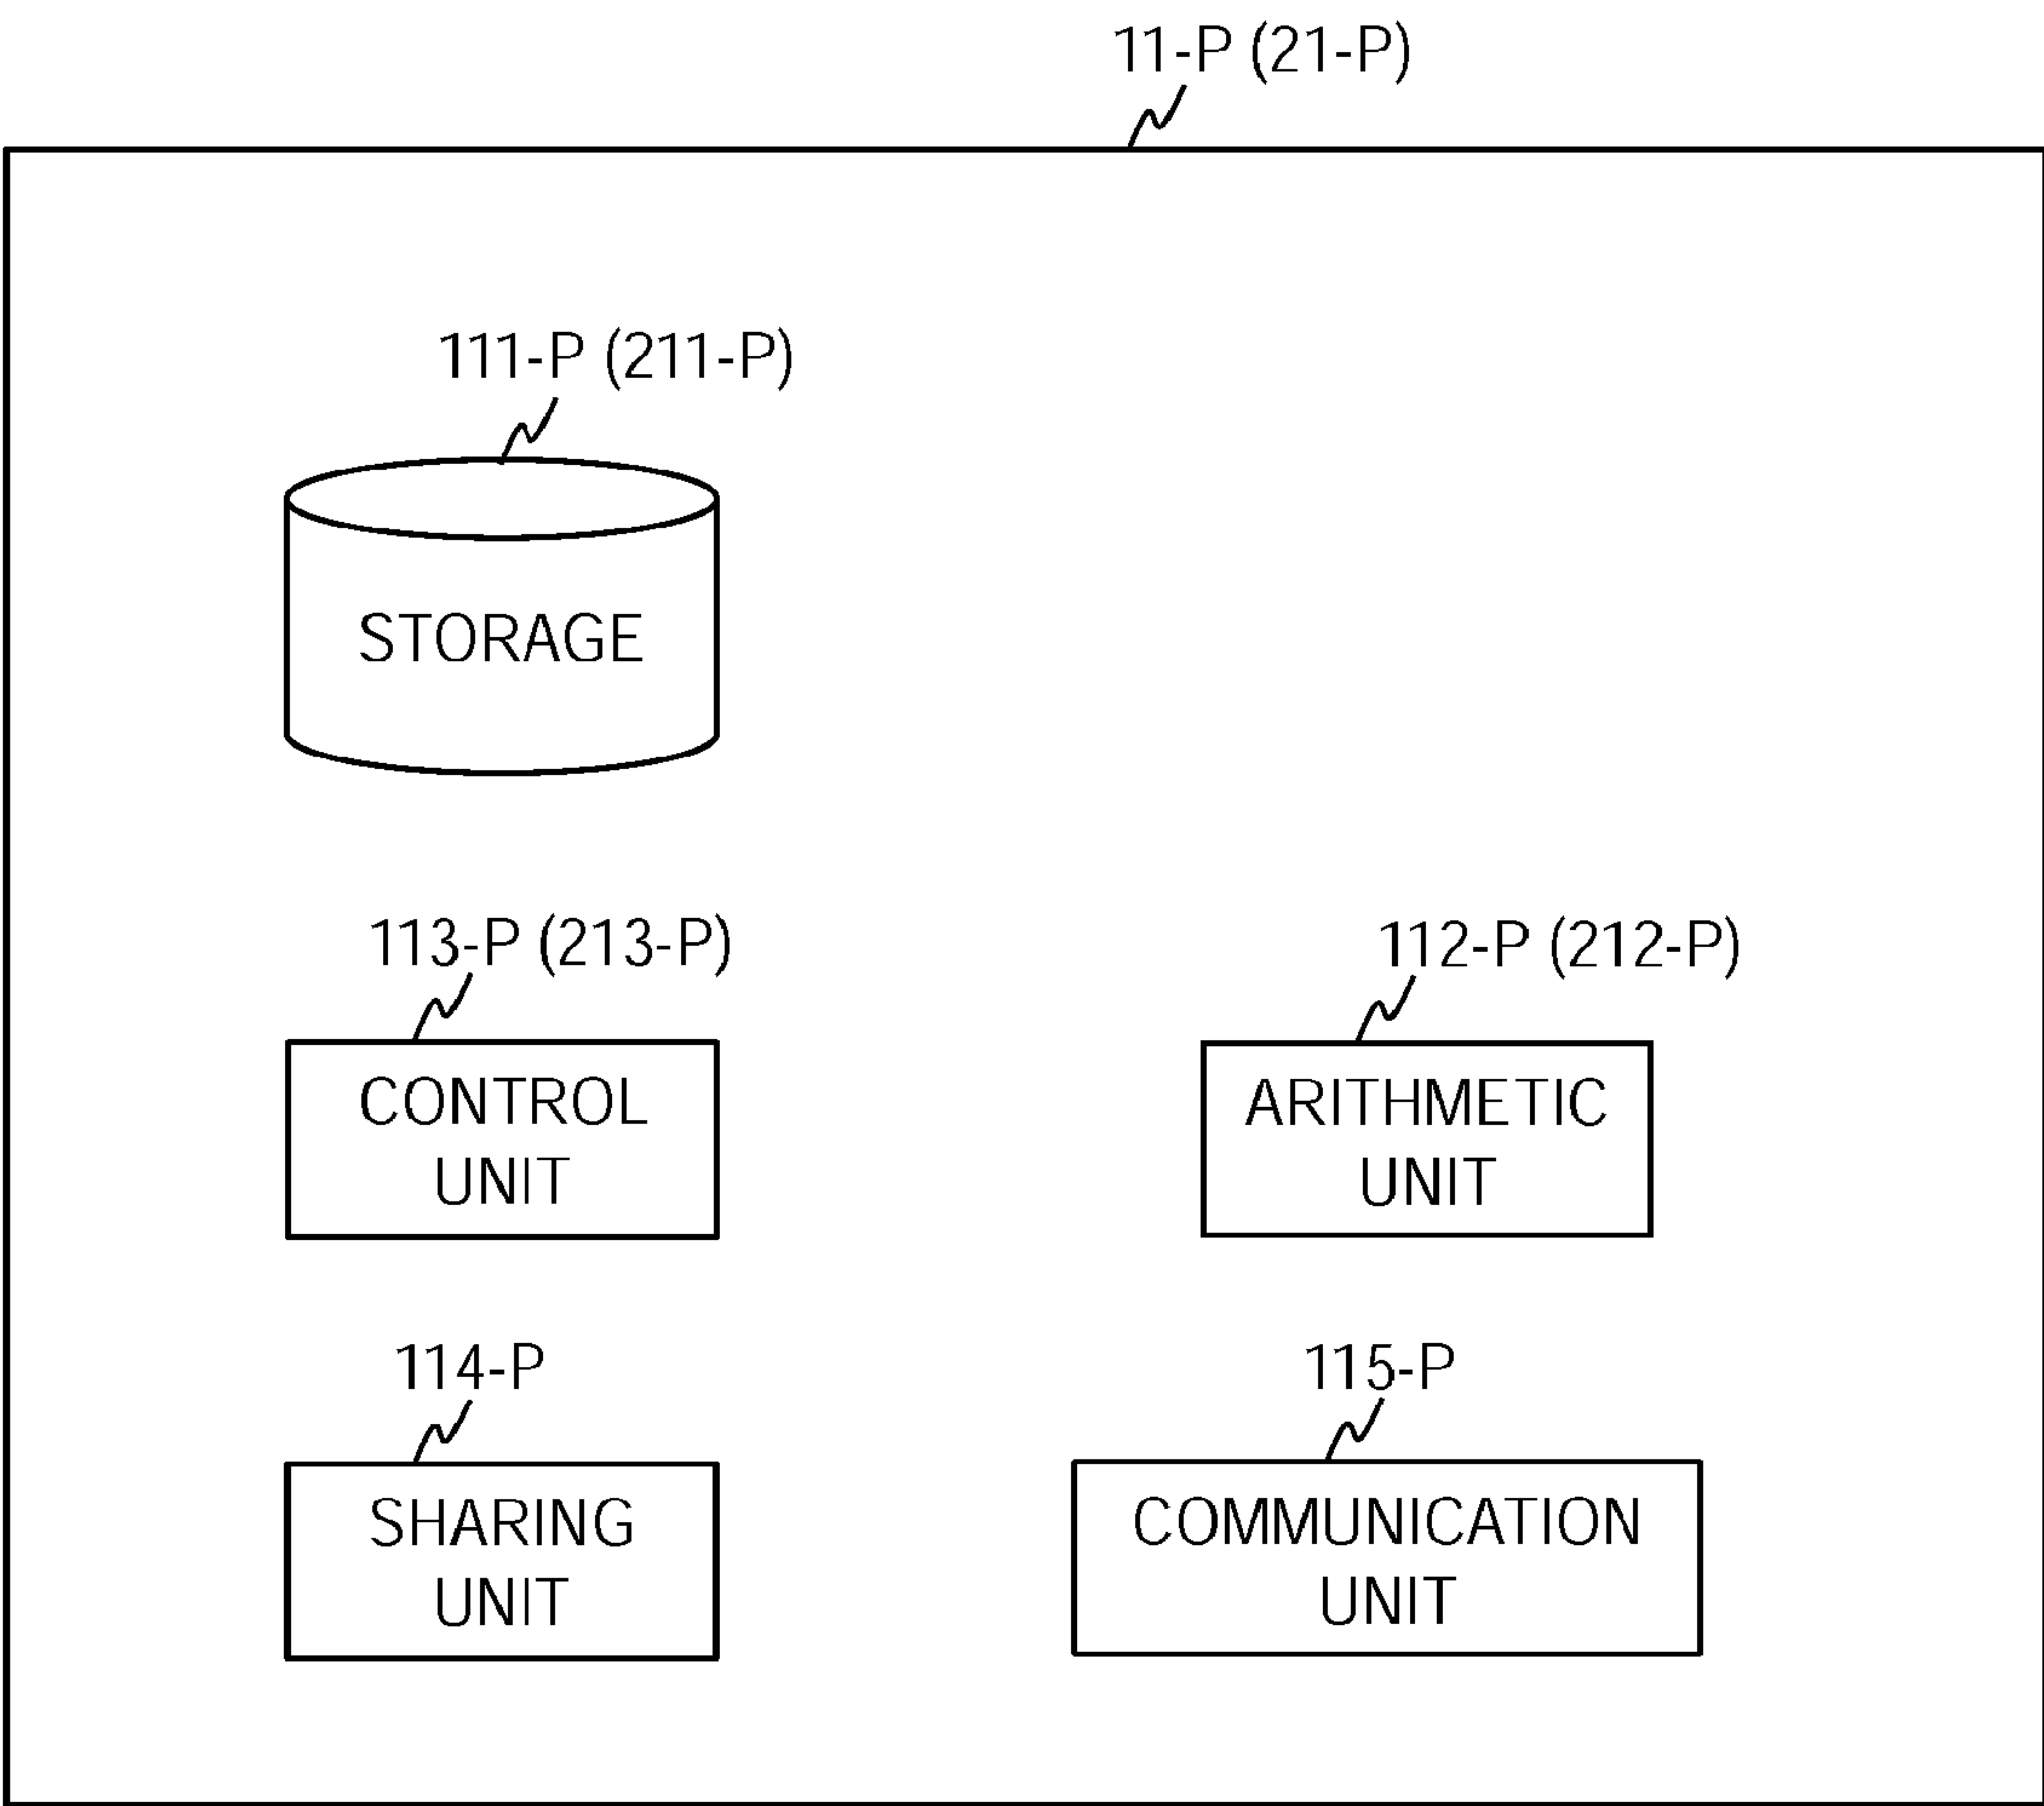 11-P (21-P)
111-P (211-P)
STORAGE
113-P (213-P)
CONTROL
UNIT
112-P (212-P)
ARITHMETIC
UNIT
114-P
SHARING
UNIT
115-P
COMMUNICATION
UNIT